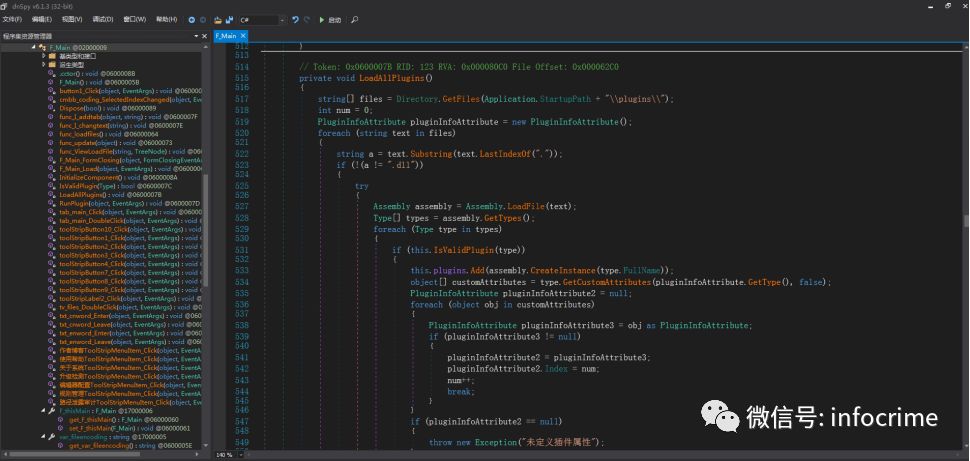 dnSpy v6.1.3 (32-bit)
文件(F) 编辑(E) 视图(V) 调试(D) 窗口(W) 帮助(H) C# 启动
程序集资源管理器
F_Main @02000009
基类型和接口
派生类型
.cctor() : void @0600008B
F_Main() : void @0600005B
button1_Click(object, EventArgs) : void @060000
cmbb_coding_SelectedIndexChanged(object, Eve
Dispose(bool) : void @06000089
func_I_addtab(object, string) : void @0600007F
func_I_changtext(string) : void @0600007E
func_loadfiles() : void @06000064
func_update(object) : void @06000073
func_ViewLoadFile(string, TreeNode) : void @06
F_Main_FormClosing(object, FormClosingEventA
F_Main_Load(object, EventArgs) : void @060000
InitializeComponent() : void @0600008A
IsValidPlugin(Type) : bool @0600007C
LoadAllPlugins() : void @0600007B
RunPlugin(object, EventArgs) : void @0600007D
tab_main_Click(object, EventArgs) : void @0600
tab_main_DoubleClick(object, EventArgs) : void
toolStripButton10_Click(object, EventArgs) : void
toolStripButton1_Click(object, EventArgs) : void
toolStripButton2_Click(object, EventArgs) : void
toolStripButton3_Click(object, EventArgs) : void
toolStripButton4_Click(object, EventArgs) : void
toolStripButton7_Click(object, EventArgs) : void
toolStripButton8_Click(object, EventArgs) : void
toolStripButton9_Click(object, EventArgs) : void
toolStripLabel2_Click(object, EventArgs) : void
tv_files_DoubleClick(object, EventArgs) : void
txt_cnword_Enter(object, EventArgs) : void @060
txt_cnword_Leave(object, EventArgs) : void
txt_enword_Enter(object, EventArgs) : void @060
txt_enword_Leave(object, EventArgs) : void
作者博客ToolStripMenuItem_Click(object, EventA
使用帮助ToolStripMenuItem_Click(object, EventA
关于系统ToolStripMenuItem_Click(object, EventA
升级检测ToolStripMenuItem_Click(object, EventA
编辑器配置ToolStripMenuItem_Click(object, Even
规则管理ToolStripMenuItem_Click(object, EventA
路径泄露审计ToolStripMenuItem_Click(object, Ev
F_thisMain : F_Main @17000006
get_F_thisMain() : F_Main @06000060
set_F_thisMain(F_Main) : void @06000061
var_fileencoding : string @17000005
get_var_fileencoding() : string @0600005E
F_Main
512 }
513
514 // Token: 0x0600007B RID: 123 RVA: 0x000080C0 File Offset: 0x000062C0
515 private void LoadAllPlugins()
516 {
517 string[] files = Directory.GetFiles(Application.StartupPath + "\\plugins\\");
518 int num = 0;
519 PluginInfoAttribute pluginInfoAttribute = new PluginInfoAttribute();
520 foreach (string text in files)
521 {
522 string a = text.Substring(text.LastIndexOf("."));
523 if (!(a != ".dll"))
524 {
525 try
526 {
527 Assembly assembly = Assembly.LoadFile(text);
528 Type[] types = assembly.GetTypes();
529 foreach (Type type in types)
530 {
531 if (this.IsValidPlugin(type))
532 {
533 this.plugins.Add(assembly.CreateInstance(type.FullName));
534 object[] customAttributes = type.GetCustomAttributes(pluginInfoAttribute.GetType(), false);
535 PluginInfoAttribute pluginInfoAttribute2 = null;
536 foreach (object obj in customAttributes)
537 {
538 PluginInfoAttribute pluginInfoAttribute3 = obj as PluginInfoAttribute;
539 if (pluginInfoAttribute3 != null)
540 {
541 pluginInfoAttribute2 = pluginInfoAttribute3;
542 pluginInfoAttribute2.Index = num;
543 num++;
544 break;
545 }
546 }
547 if (pluginInfoAttribute2 == null)
548 {
549 throw new Exception("未定义插件属性");
140 %
微信号: infocrime